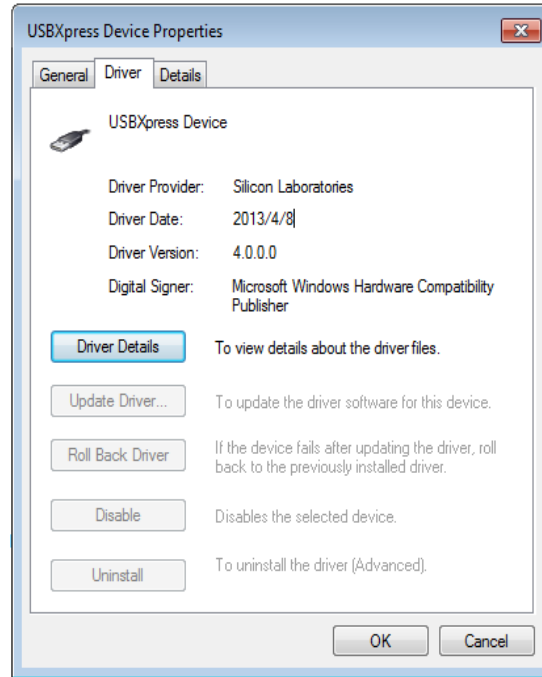 USBXpress Device Properties
General Driver Details
USBXpress Device
Driver Provider: Silicon Laboratories
Driver Date: 2013/4/8
Driver Version: 4.0.0.0
Digital Signer: Microsoft Windows Hardware Compatibility
Publisher
Driver Details To view details about the driver files.
Update Driver... To update the driver software for this device.
Roll Back Driver If the device fails after updating the driver, roll
back to the previously installed driver.
Disable Disables the selected device.
Uninstall To uninstall the driver (Advanced).
OK Cancel